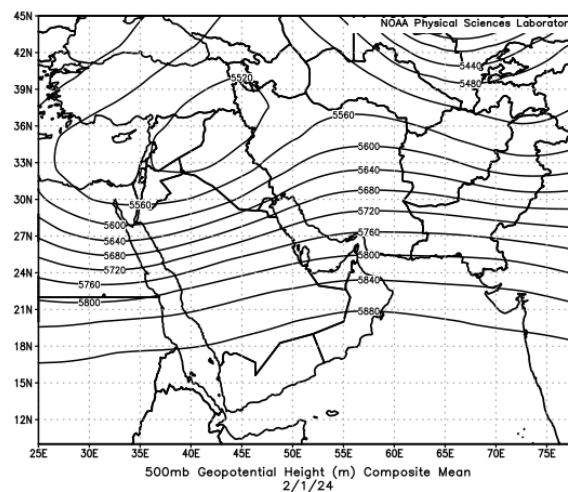 NOAA Physical Sciences Laborator
45N
42N
39N
36N
33N
30N
27N
24N
21N
18N
15N
12N
5440
5480
5520
5560
5600
5640
5680
5720
5760
5800
5840
5880
5560
5600
5640
5680
5720
5760
5800
25E 30E 35E 40E 45E 50E 55E 60E 65E 70E 75E
500mb Geopotential Height (m) Composite Mean
2/1/24